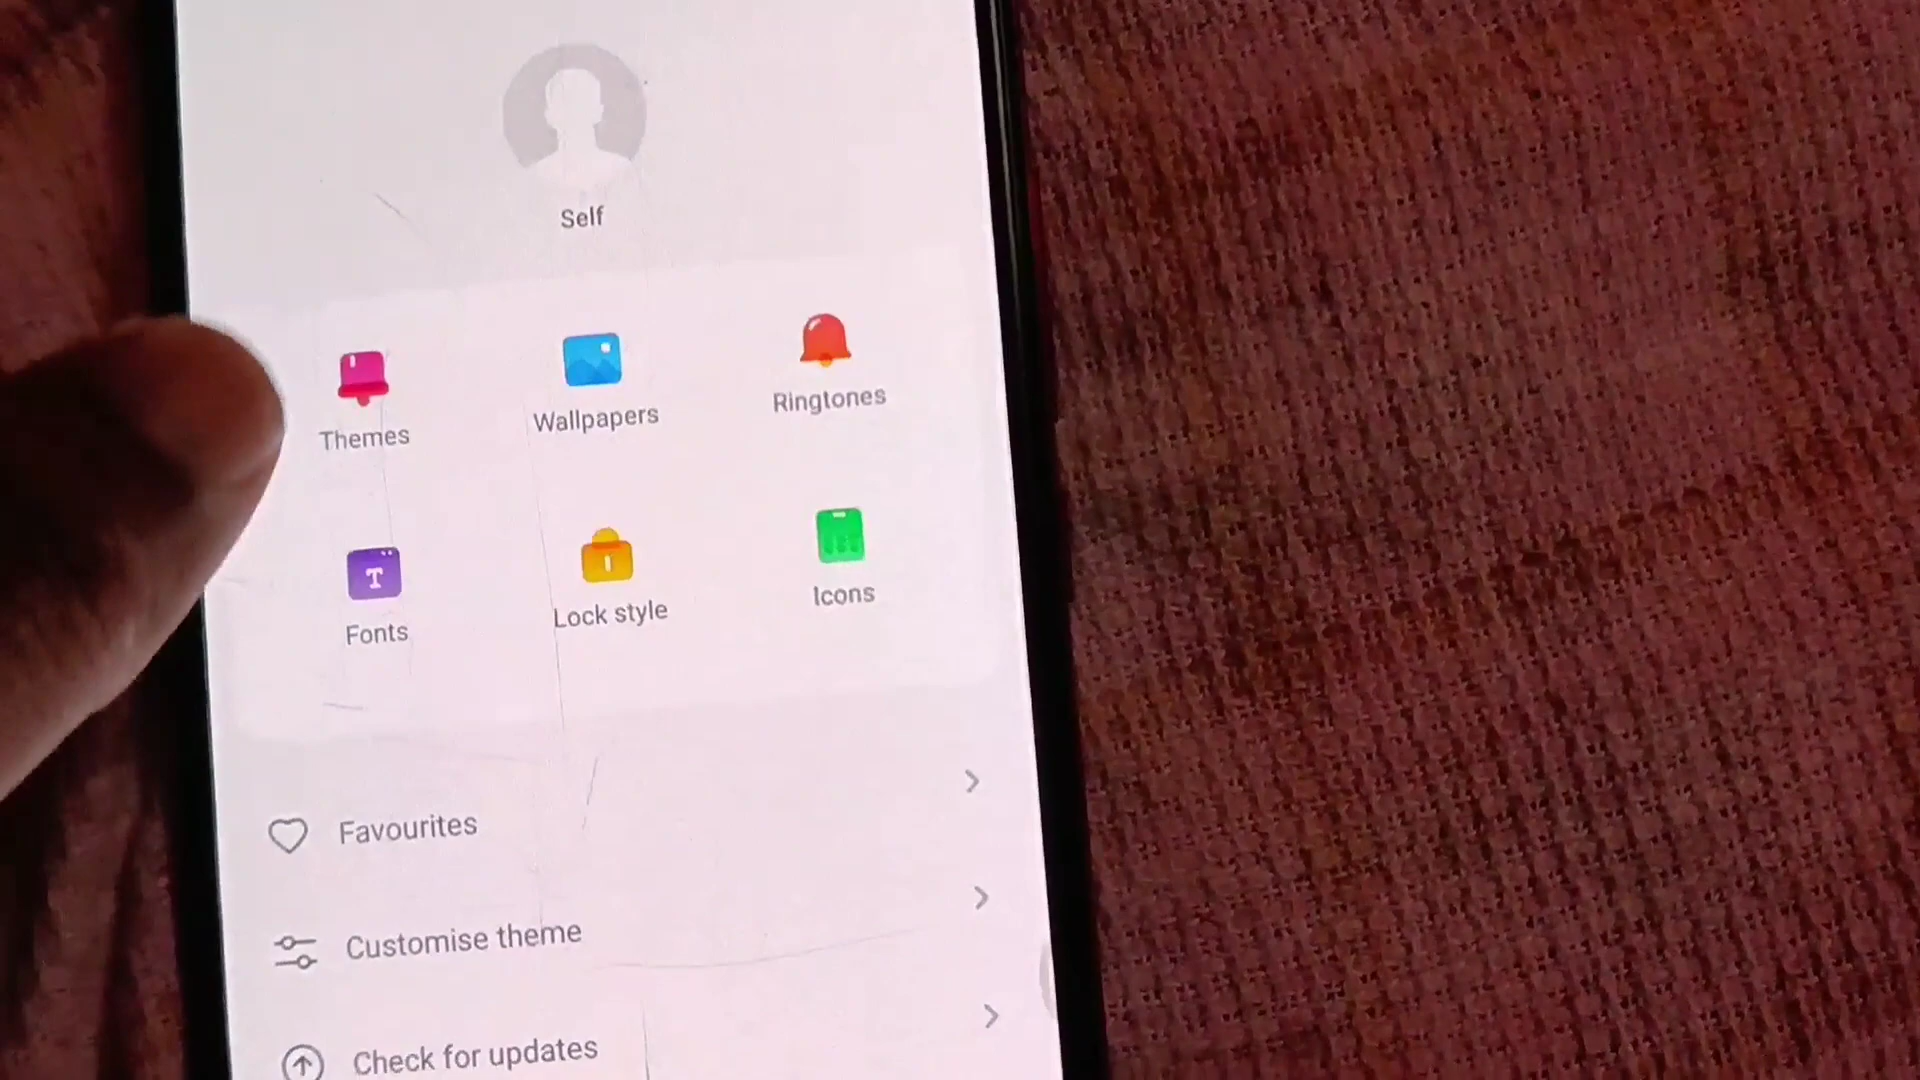 Self
Themes
Wallpapers
Ringtones
T
Fonts
Lock style
Icons
Favourites
Customise theme
Check for updates